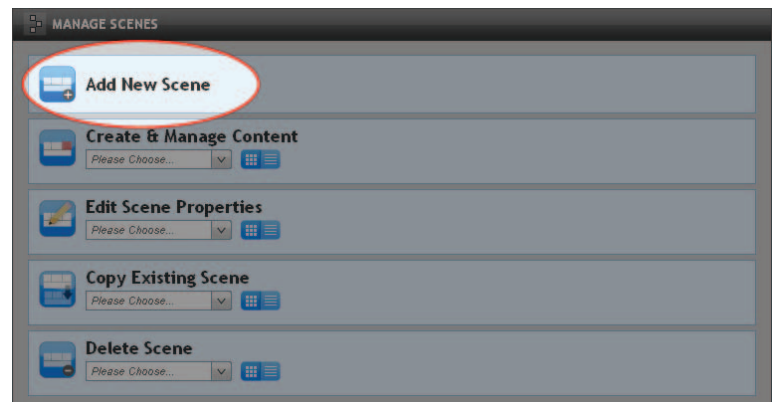 MANAGE SCENES
Add New Scene
Create & Manage Content
Please Choose...
Edit Scene Properties
Please Choose...
Copy Existing Scene
Please Choose...
Delete Scene
Please Choose...